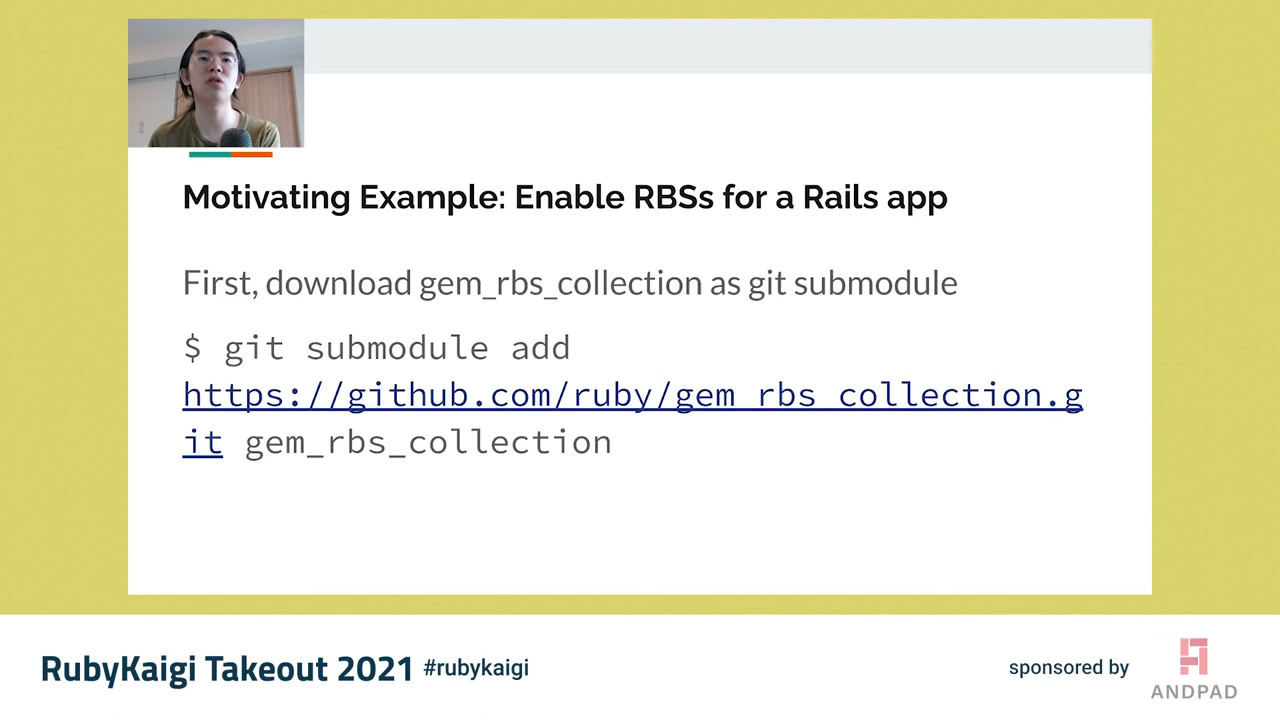 Motivating Example: Enable RBSs for a Rails app
First, download gem_rbs_collection as git submodule
$ git submodule add
https://github.com/ruby/gem_rbs_collection.g
it gem_rbs_collection
RubyKaigi Takeout 2021 #rubykaigi
sponsored by
ANDPAD